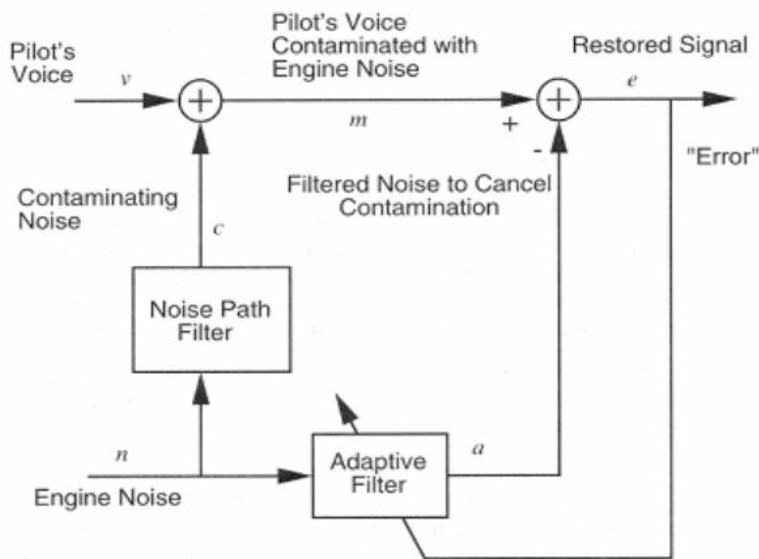 Pilot's Voice
Contaminated with
Engine Noise
Restored Signal
Pilot's
Voice
v
+
m
+
+
-
e
"Error"
Contaminating
Noise
c
Filtered Noise to Cancel
Contamination
Noise Path
Filter
n
Engine Noise
Adaptive
Filter
a